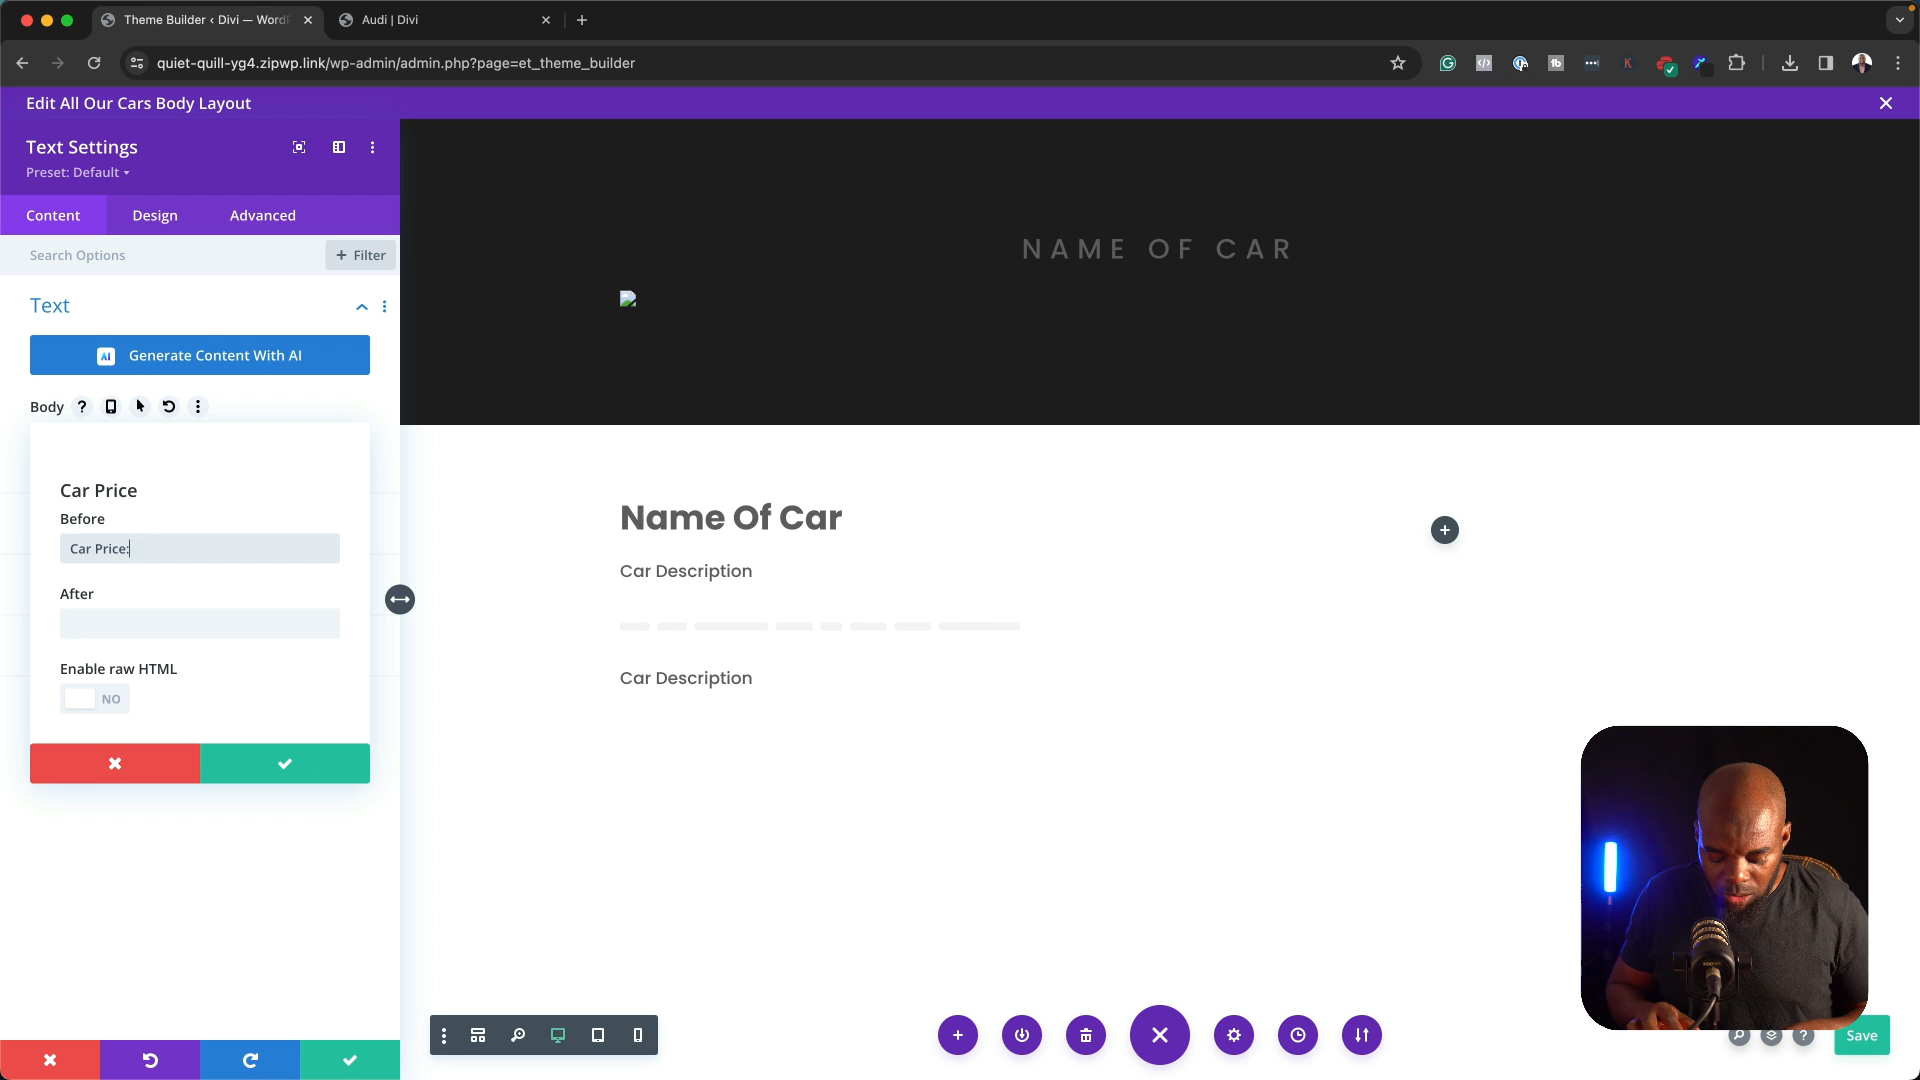 Theme Builder ‹ Divi — WordP
Audi | Divi
quiet-quill-yg4.zipwp.link/wp-admin/admin.php?page=et_theme_builder
Edit All Our Cars Body Layout
Text Settings
Preset: Default
Content
Design
Advanced
Search Options
+ Filter
Text
AI Generate Content With AI
Body
Car Price
Before
Car Price:
After
Enable raw HTML
NO
NAME OF CAR
Name Of Car
Car Description
Car Description
Save